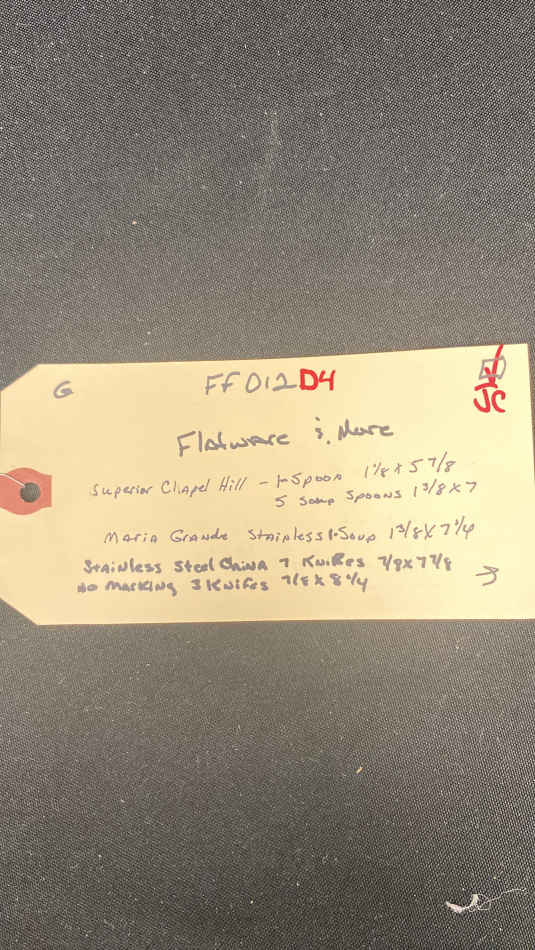 G FF012D4
JC
Flatware & More
Superior Chapel Hill - 1-Spoon 1 1/8 x 5 7/8
5 Soup Spoons 1 3/8 x 7
Maria Grande Stainless 1-Soup 1 3/8 x 7 1/4
Stainless Steel China 7 Knifes 7/8 x 7 7/8
No Marking 3 Knifes 7/8 x 8 1/4